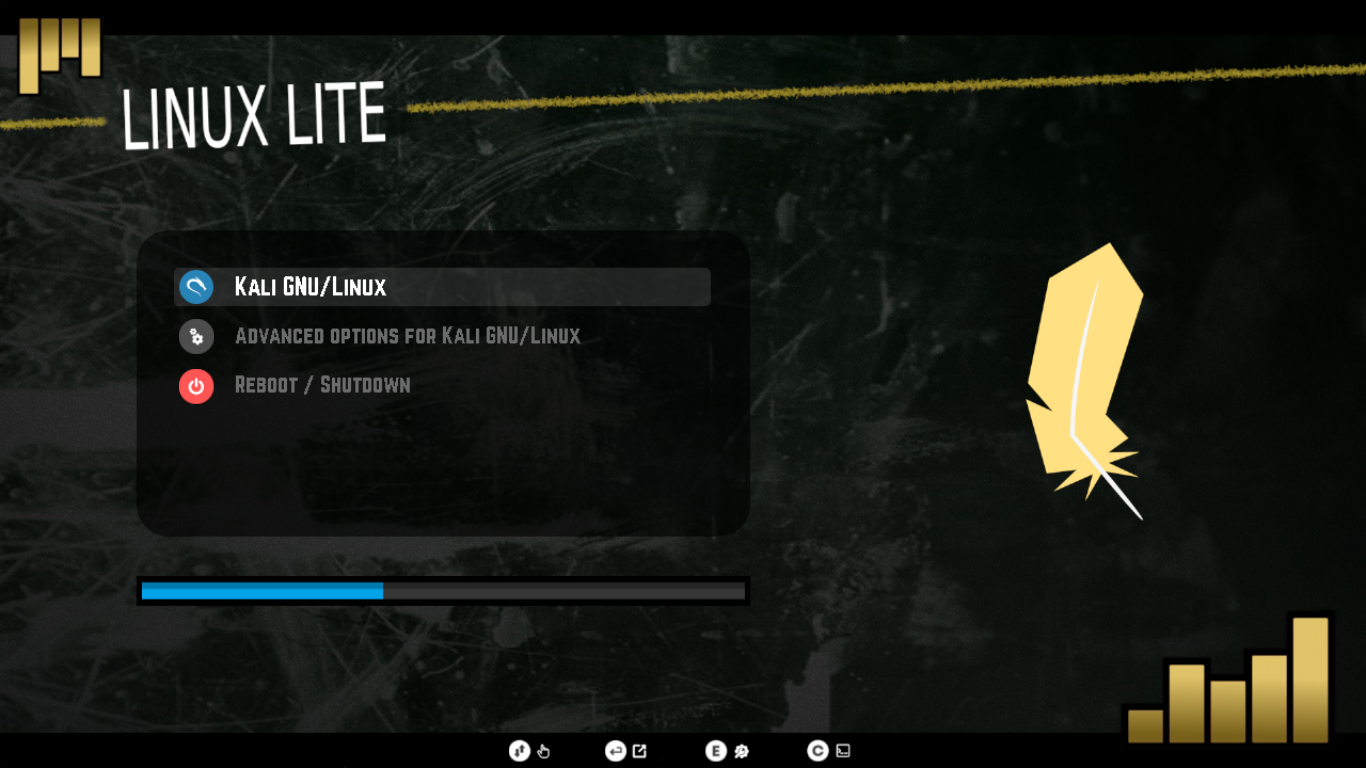 LINUX LITE
Kali GNU/Linux
Advanced options for Kali GNU/Linux
Reboot / Shutdown
E
C